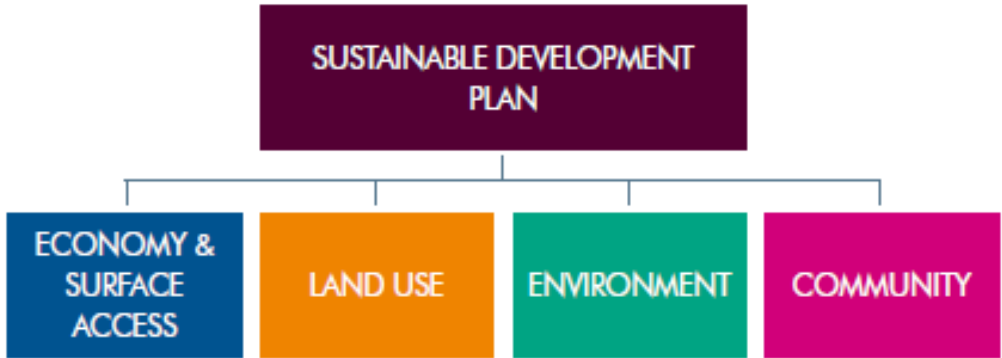 SUSTAINABLE DEVELOPMENT
PLAN
ECONOMY &
SURFACE
ACCESS
LAND USE
ENVIRONMENT
COMMUNITY